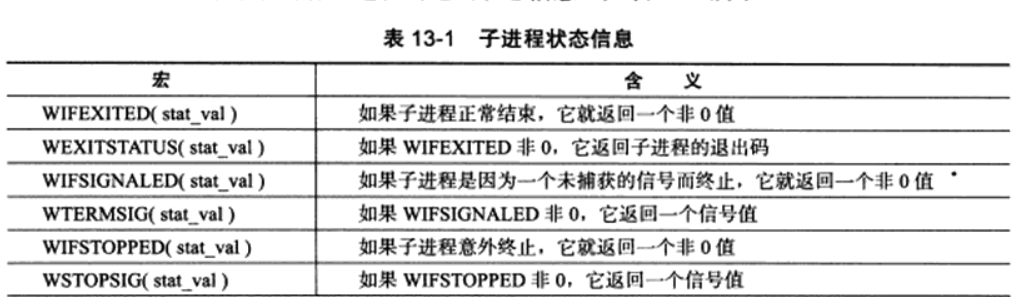 表 13-1 子进程状态信息
宏 含 义
WIFEXITED( stat_val ) 如果子进程正常结束，它就返回一个非 0 值
WEXITSTATUS( stat_val ) 如果 WIFEXITED 非 0，它返回子进程的退出码
WIFSIGNALED( stat_val ) 如果子进程是因为一个未捕获的信号而终止，它就返回一个非 0 值
WTERMSIG( stat_val ) 如果 WIFSIGNALED 非 0，它返回一个信号值
WIFSTOPPED( stat_val ) 如果子进程意外终止，它就返回一个非 0 值
WSTOPSIG( stat_val ) 如果 WIFSTOPPED 非 0，它返回一个信号值